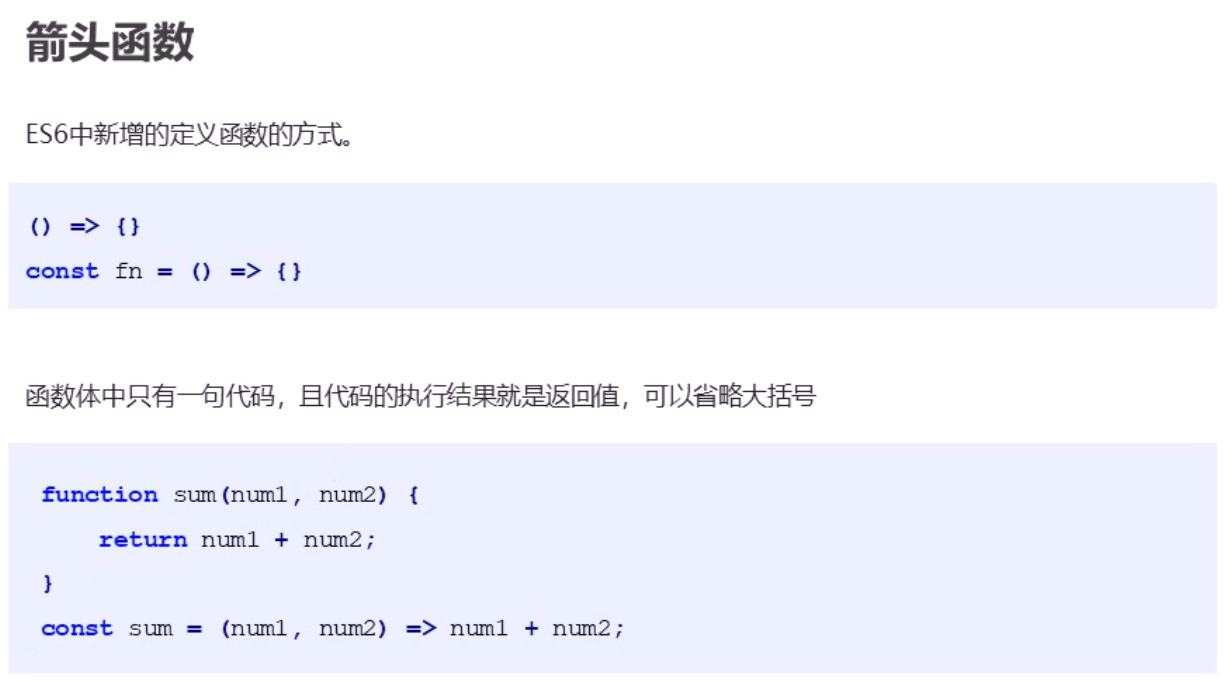 箭头函数
ES6中新增的定义函数的方式。
() => {}
const fn = () => {}
函数体中只有一句代码，且代码的执行结果就是返回值，可以省略大括号
function sum(num1, num2) {
    return num1 + num2;
}
const sum = (num1, num2) => num1 + num2;